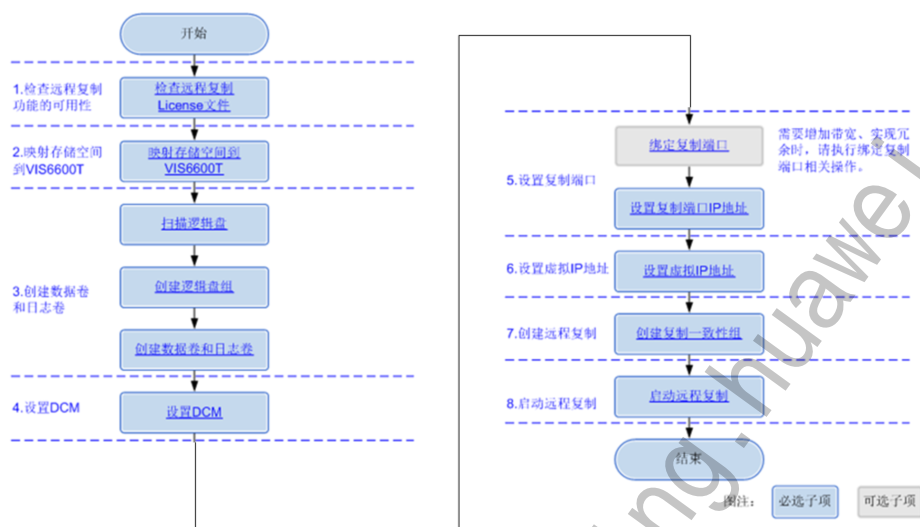 开始
1.检查远程复制
功能的可用性
检查远程复制
License文件
2.映射存储空间
到VIS6600T
映射存储空间到
VIS6600T
扫描逻辑盘
3.创建数据卷
和日志卷
创建逻辑盘组
创建数据卷和日志卷
4.设置DCM
设置DCM
5.设置复制端口
绑定复制端口
需要增加带宽、实现冗
余时，请执行绑定复制
端口相关操作。
设置复制端口IP地址
6.设置虚拟IP地址
设置虚拟IP地址
7.创建远程复制
创建复制一致性组
8.启动远程复制
启动远程复制
结束
图注：
必选子项
可选子项
ng.huawei